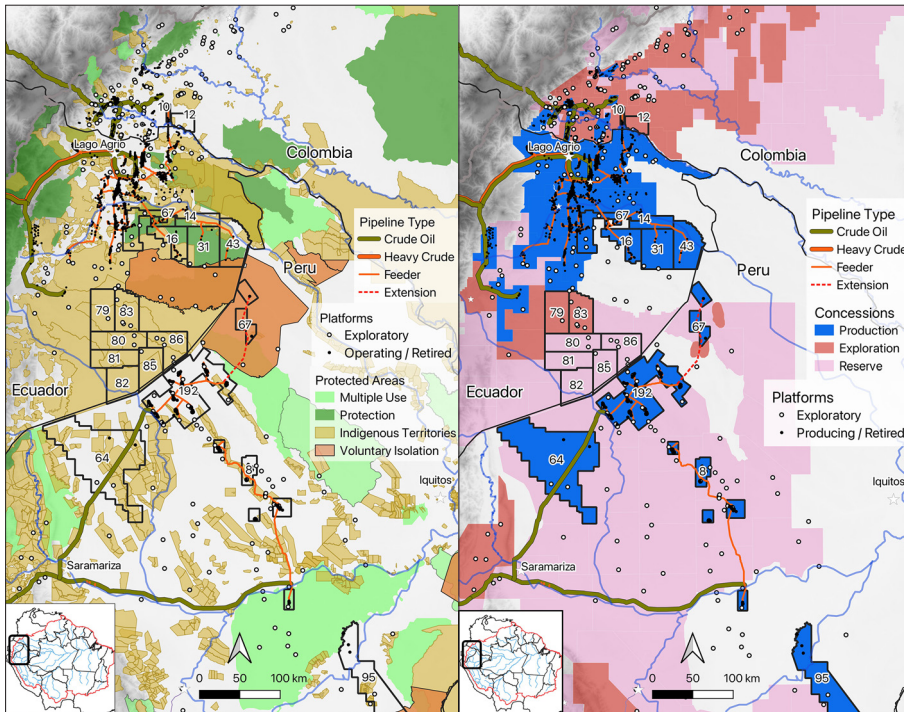 10
12
Lago Agrio
Colombia
67
14
16
31
43
Pipeline Type
Crude Oil
Heavy Crude
Feeder
Extension
Peru
Platforms
Exploratory
Operating / Retired
79
83
67
80
86
81
85
82
Protected Areas
Multiple Use
Protection
Indigenous Territories
Voluntary Isolation
Ecuador
192
64
8
8
Iquitos
Saramariza
95
0
50
100 km
10
12
Lago Agrio
Colombia
67
14
16
31
43
Pipeline Type
Crude Oil
Heavy Crude
Feeder
Extension
Peru
79
83
67
80
86
81
85
82
Concessions
Production
Exploration
Reserve
Ecuador
192
Platforms
Exploratory
Producing / Retired
64
8
Iquitos
Saramariza
95
0
50
100 km